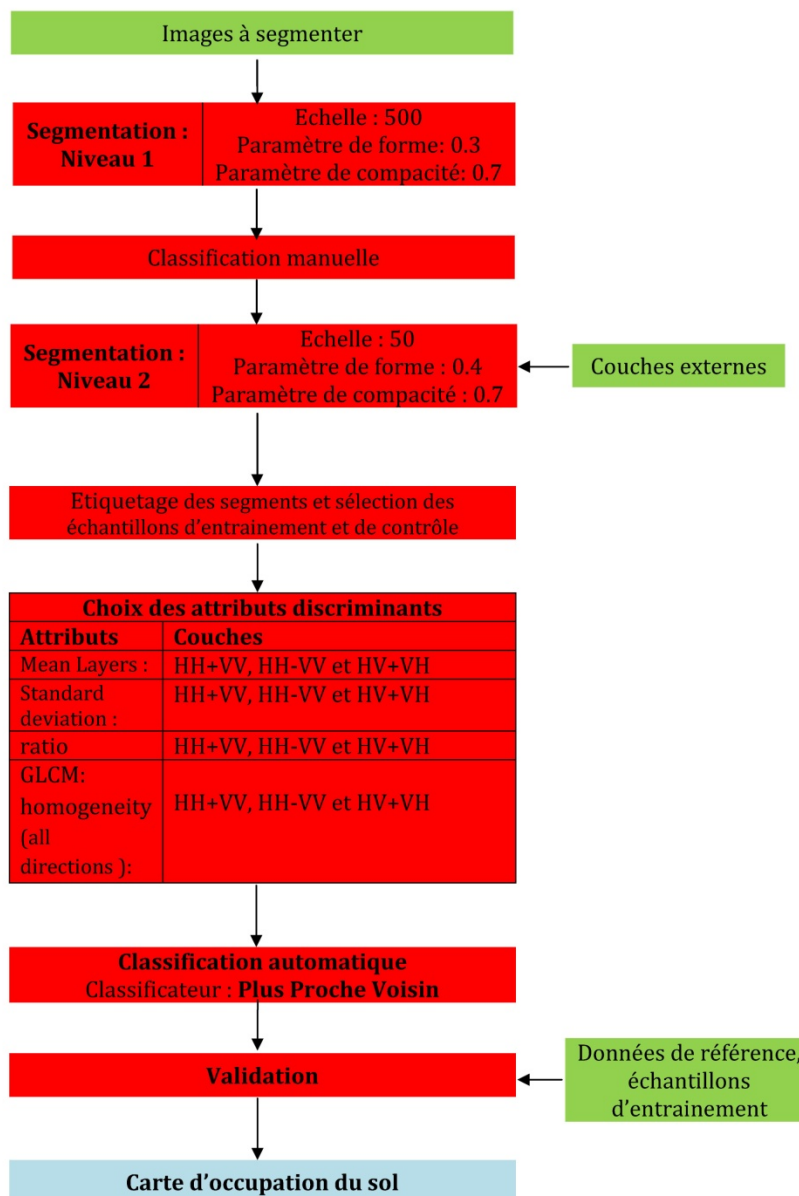 Images à segmenter
Segmentation :
Niveau 1
Echelle : 500
Paramètre de forme: 0.3
Paramètre de compacité: 0.7
Classification manuelle
Segmentation :
Niveau 2
Echelle : 50
Paramètre de forme : 0.4
Paramètre de compacité : 0.7
Couches externes
Etiquetage des segments et sélection des
échantillons d'entrainement et de contrôle
Choix des attributs discriminants
Attributs Couches
Mean Layers : HH+VV, HH-VV et HV+VH
Standard
deviation :
HH+VV, HH-VV et HV+VH
ratio HH+VV, HH-VV et HV+VH
GLCM:
homogeneity
(all
directions ):
HH+VV, HH-VV et HV+VH
Classification automatique
Classificateur : Plus Proche Voisin
Validation
Données de référence,
échantillons
d'entrainement
Carte d'occupation du sol